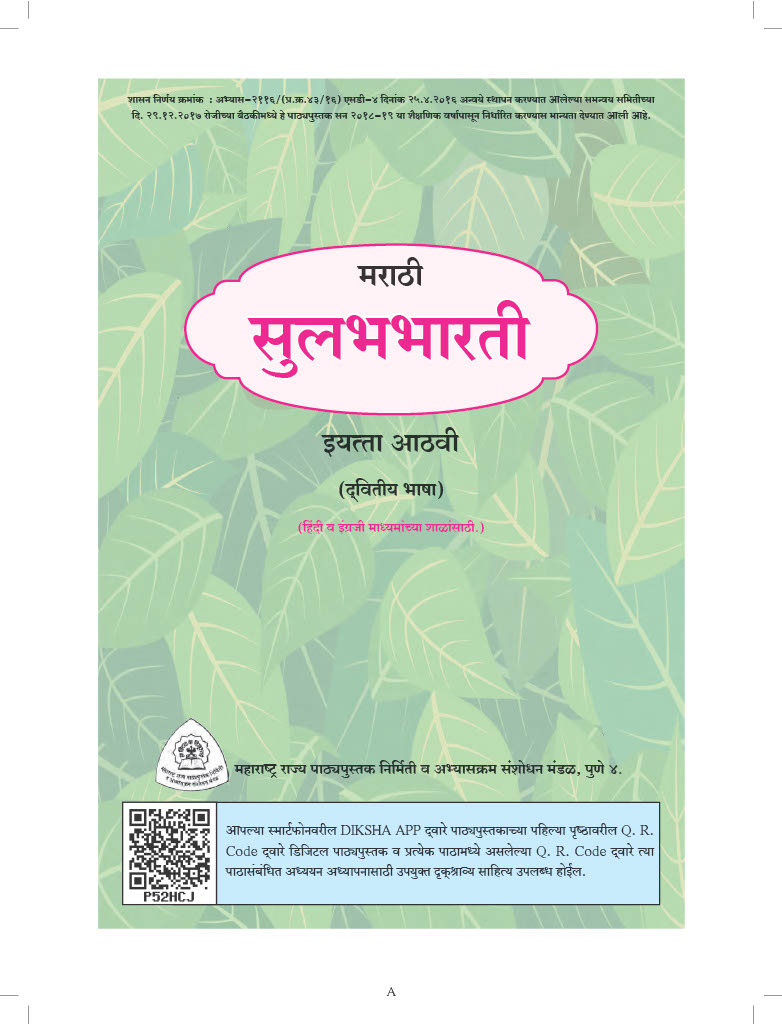 शासन निर्णय क्रमांक : अभ्यास–२११६/(प्र.क्र.४३/१६) एसडी–४ दिनांक २५.४.२०१६ अन्वये स्थापन करण्यात आलेल्या समन्वय समितीच्या
दि. २९.१२.२०१७ रोजीच्या बैठकीमध्ये हे पाठ्यपुस्तक सन २०१८–१९ या शैक्षणिक वर्षापासून निर्धारित करण्यास मान्यता देण्यात आली आहे.
मराठी
सुलभभारती
इयत्ता आठवी
(द्‌वितीय भाषा)
(हिंदी व इंग्रजी माध्यमांच्या शाळांसाठी.)
महाराष्ट्र राज्य पाठ्यपुस्तक निर्मिती व अभ्यासक्रम संशोधन मंडळ, पुणे ४.
आपल्या स्मार्टफोनवरील DIKSHA APP द्‌वारे पाठ्यपुस्तकाच्या पहिल्या पृष्ठावरील Q. R.
Code द्‌वारे डिजिटल पाठ्यपुस्तक व प्रत्येक पाठामध्ये असलेल्या Q. R. Code द्‌वारे त्या
पाठासंबंधित अध्ययन अध्यापनासाठी उपयुक्त दृक्‌श्राव्य साहित्य उपलब्ध होईल.
P52HCJ
A